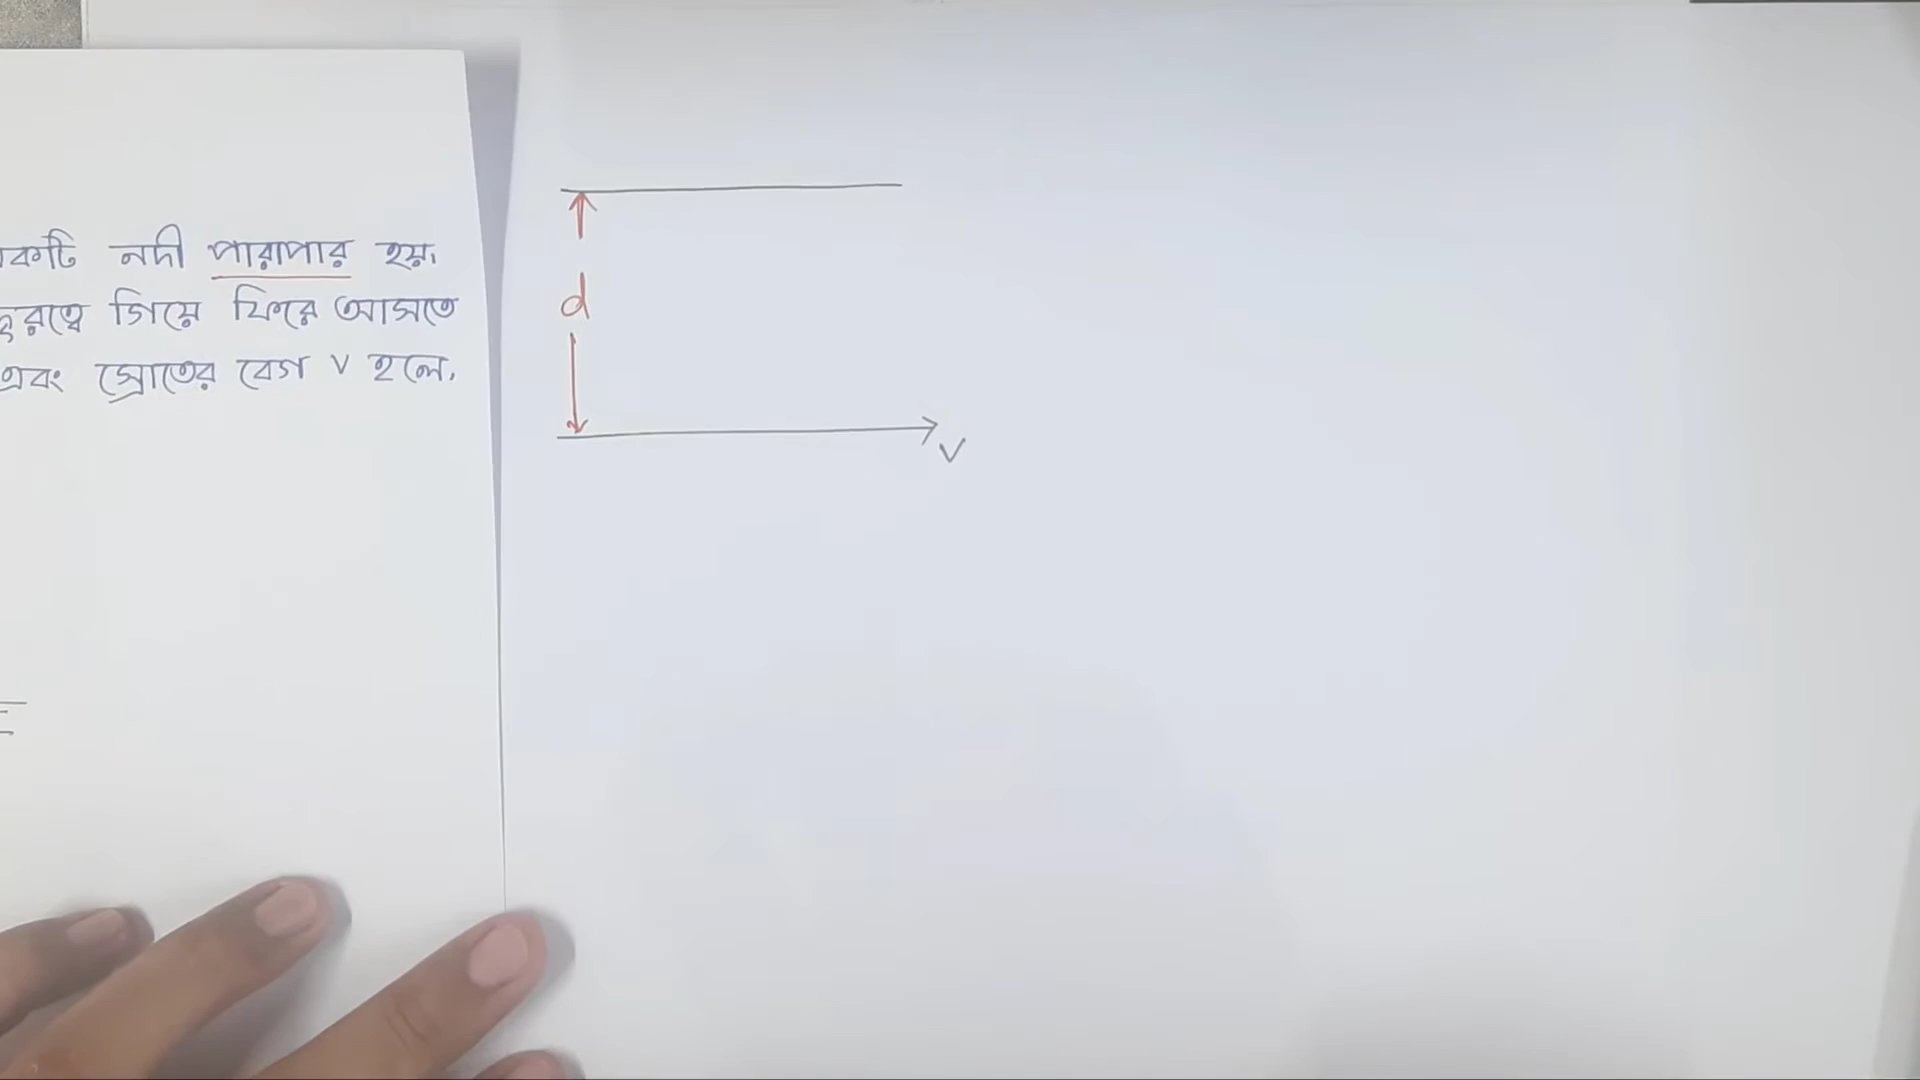 কটি নদী পারাপার হয়,
দূরত্বে গিয়ে ফিরে আসতে
এবং স্রোতের বেগ v হলে,
d
v